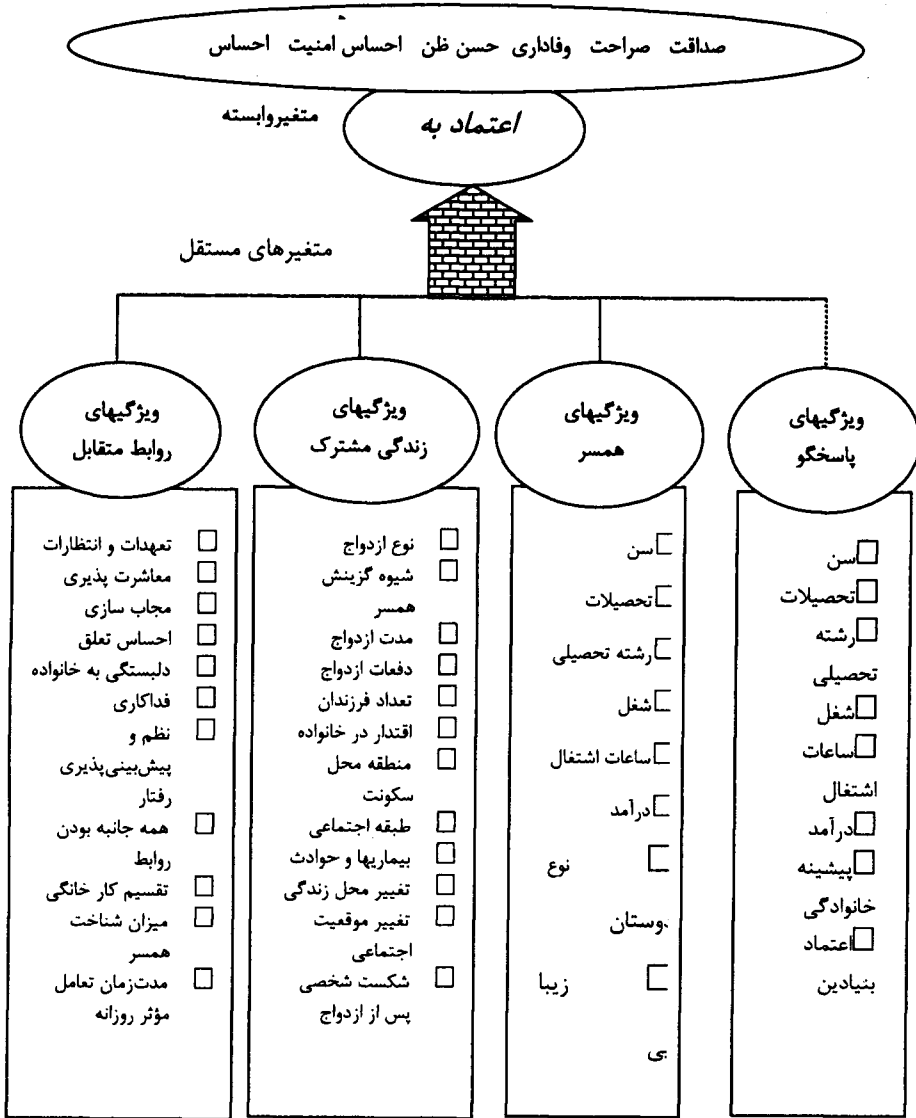 صداقت صراحت وفاداری حسن ظن احساس امنیت احساس
اعتماد به
متغیروابسته
متغیرهای مستقل
ویژگیهای
پاسخگو
سن
تحصیلات
رشته
تحصیلی
شغل
ساعات
اشتغال
درآمد
پیشینه
خانوادگی
اعتماد
بنیادین
ویژگیهای
همسر
سن
تحصیلات
رشته تحصیلی
شغل
ساعات اشتغال
درآمد
نوع
دوستان
زیبا
یی
ویژگیهای
زندگی مشترک
نوع ازدواج
شیوه گزینش
همسر
مدت ازدواج
دفعات ازدواج
تعداد فرزندان
اقتدار در خانواده
منطقه محل
سکونت
طبقه اجتماعی
بیماریها و حوادث
تغییر محل زندگی
تغییر موقعیت
اجتماعی
شکست شخصی
پس از ازدواج
ویژگیهای
روابط متقابل
تعهدات و انتظارات
معاشرت پذیری
مجاب سازی
احساس تعلق
دلبستگی به خانواده
فداکاری
نظم و
پیش‌بینی‌پذیری
رفتار
همه جانبه بودن
روابط
تقسیم کار خانگی
میزان شناخت
همسر
مدت‌زمان تعامل
مؤثر روزانه